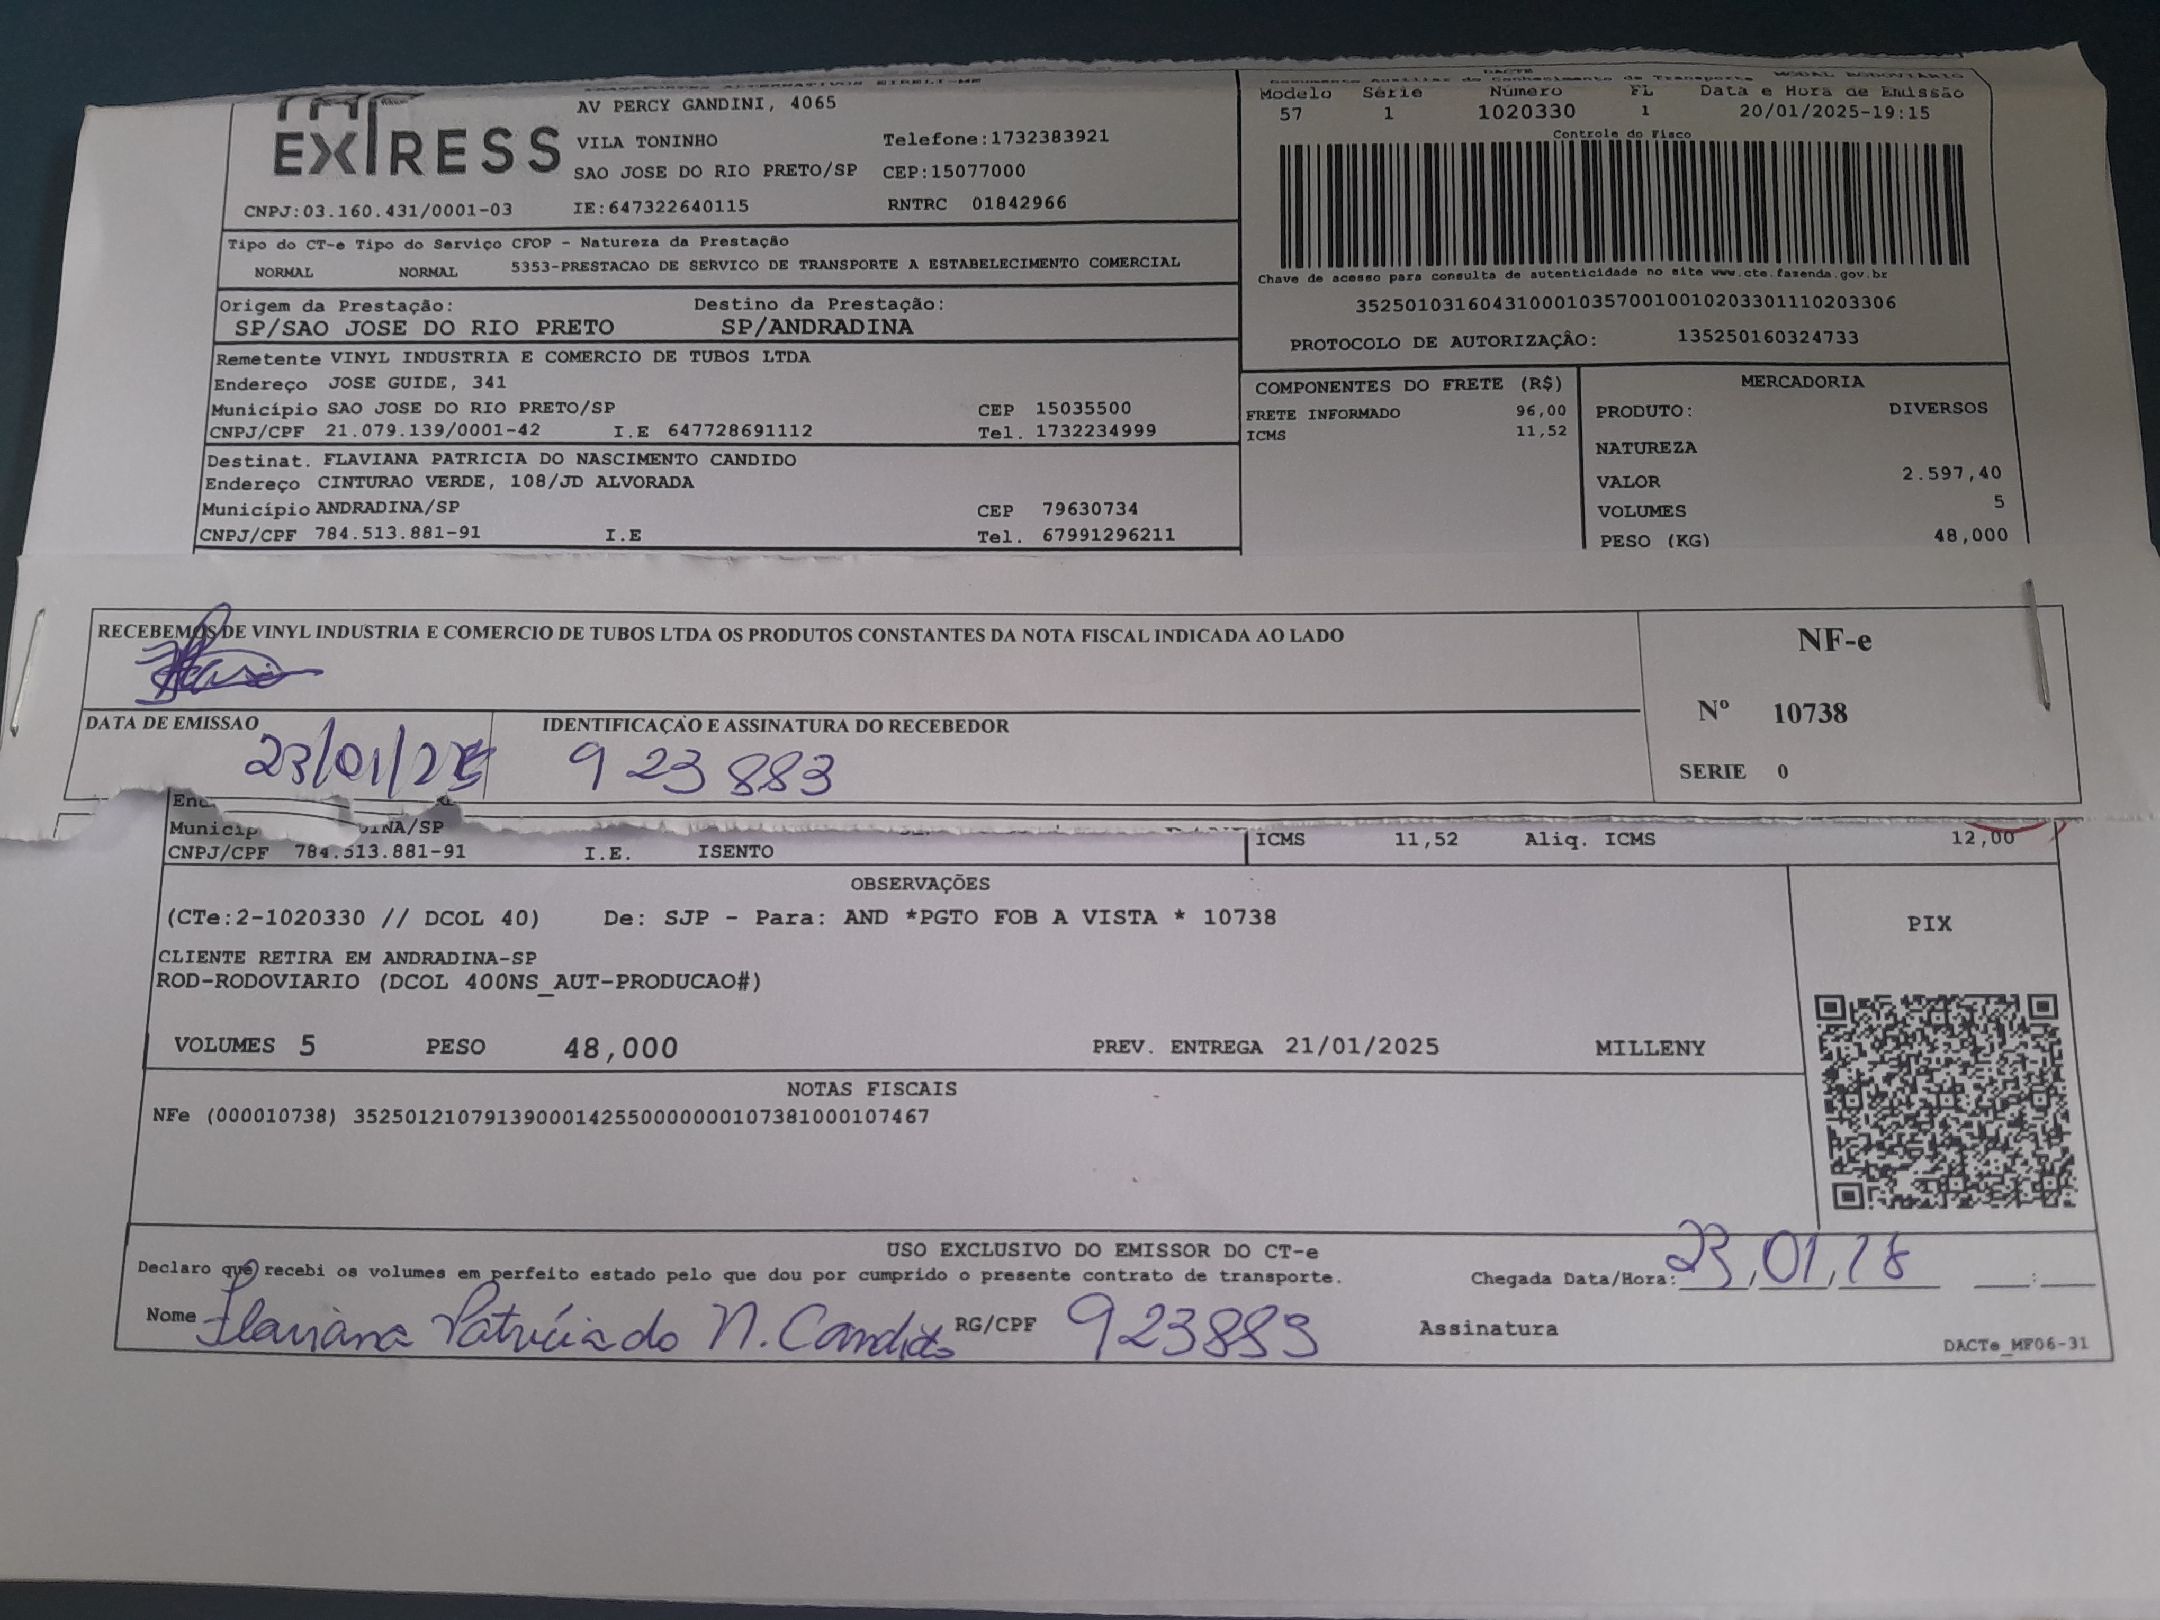 TRANSPORTES ALTERNATIVOS EIRELI-ME
EXPRESS
AV PERCY GANDINI, 4065
VILA TONINHO Telefone:1732383921
SAO JOSE DO RIO PRETO/SP CEP:15077000
CNPJ:03.160.431/0001-03 IE:647322640115 RNTRC 01842966
DACTE
Documento Auxiliar do Conhecimento de Transporte MODAL RODOVIÁRIO
Modelo Série Número FL Data e Hora de Emissão
57 1 1020330 1 20/01/2025-19:15
Controle do Fisco
Chave de acesso para consulta de autenticidade no site www.cte.fazenda.gov.br
35250103160431000103570010010203301110203306
PROTOCOLO DE AUTORIZAÇÂO: 135250160324733
Tipo do CT-e Tipo do Serviço CFOP - Natureza da Prestação
NORMAL NORMAL 5353-PRESTACAO DE SERVICO DE TRANSPORTE A ESTABELECIMENTO COMERCIAL
Origem da Prestação: Destino da Prestação:
SP/SAO JOSE DO RIO PRETO SP/ANDRADINA
Remetente VINYL INDUSTRIA E COMERCIO DE TUBOS LTDA
Endereço JOSE GUIDE, 341
Município SAO JOSE DO RIO PRETO/SP CEP 15035500
CNPJ/CPF 21.079.139/0001-42 I.E 647728691112 Tel. 1732234999
Destinat. FLAVIANA PATRICIA DO NASCIMENTO CANDIDO
Endereço CINTURAO VERDE, 108/JD ALVORADA
Município ANDRADINA/SP CEP 79630734
CNPJ/CPF 784.513.881-91 I.E Tel. 67991296211
COMPONENTES DO FRETE (R$)
FRETE INFORMADO 96,00
ICMS 11,52
MERCADORIA
PRODUTO: DIVERSOS
NATUREZA
VALOR 2.597,40
VOLUMES 5
PESO (KG) 48,000
RECEBEMOS DE VINYL INDUSTRIA E COMERCIO DE TUBOS LTDA OS PRODUTOS CONSTANTES DA NOTA FISCAL INDICADA AO LADO
DATA DE EMISSAO IDENTIFICAÇÃO E ASSINATURA DO RECEBEDOR
23/01/25 923883
NF-e
Nº 10738
SERIE 0
CNPJ/CPF 784.513.881-91 I.E. ISENTO
ICMS 11,52 Aliq. ICMS 12,00
OBSERVAÇÕES
(CTe:2-1020330 // DCOL 40) De: SJP - Para: AND *PGTO FOB A VISTA * 10738
CLIENTE RETIRA EM ANDRADINA-SP
ROD-RODOVIARIO (DCOL 400NS_AUT-PRODUCAO#)
VOLUMES 5 PESO 48,000 PREV. ENTREGA 21/01/2025 MILLENY
PIX
NOTAS FISCAIS
NFe (000010738) 35250121079139000142550000000107381000107467
USO EXCLUSIVO DO EMISSOR DO CT-e
Declaro que recebi os volumes em perfeito estado pelo que dou por cumprido o presente contrato de transporte.
Chegada Data/Hora: 23/01/
Nome Flaviana Patrícia do N. Candido RG/CPF 923883 Assinatura
DACTe_MF06-31